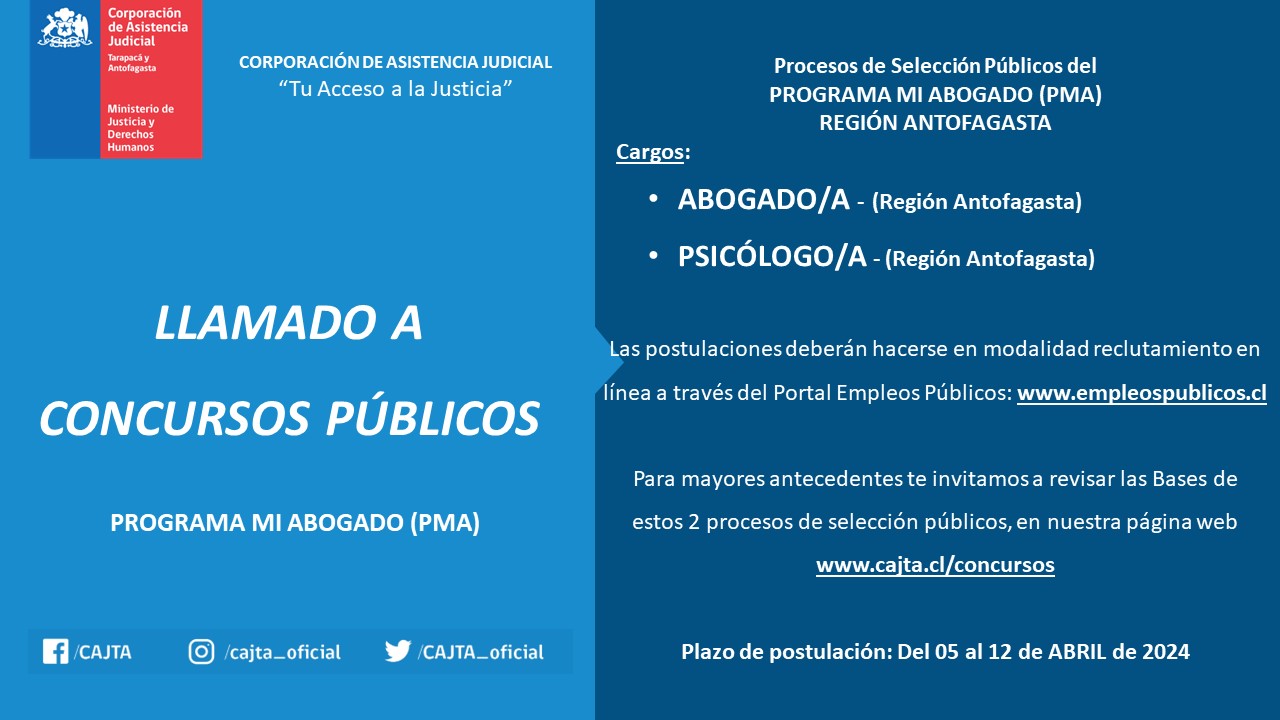 Corporación
de Asistencia
Judicial
Tarapacá y
Antofagasta
Ministerio de
Justicia y
Derechos
Humanos
CORPORACIÓN DE ASISTENCIA JUDICIAL
“Tu Acceso a la Justicia”
LLAMADO A
CONCURSOS PÚBLICOS
PROGRAMA MI ABOGADO (PMA)
/CAJTA
/cajta_oficial
/CAJTA_oficial
Procesos de Selección Públicos del
PROGRAMA MI ABOGADO (PMA)
REGIÓN ANTOFAGASTA
Cargos:
• ABOGADO/A - (Región Antofagasta)
• PSICÓLOGO/A - (Región Antofagasta)
Las postulaciones deberán hacerse en modalidad reclutamiento en
línea a través del Portal Empleos Públicos: www.empleospublicos.cl
Para mayores antecedentes te invitamos a revisar las Bases de
estos 2 procesos de selección públicos, en nuestra página web
www.cajta.cl/concursos
Plazo de postulación: Del 05 al 12 de ABRIL de 2024